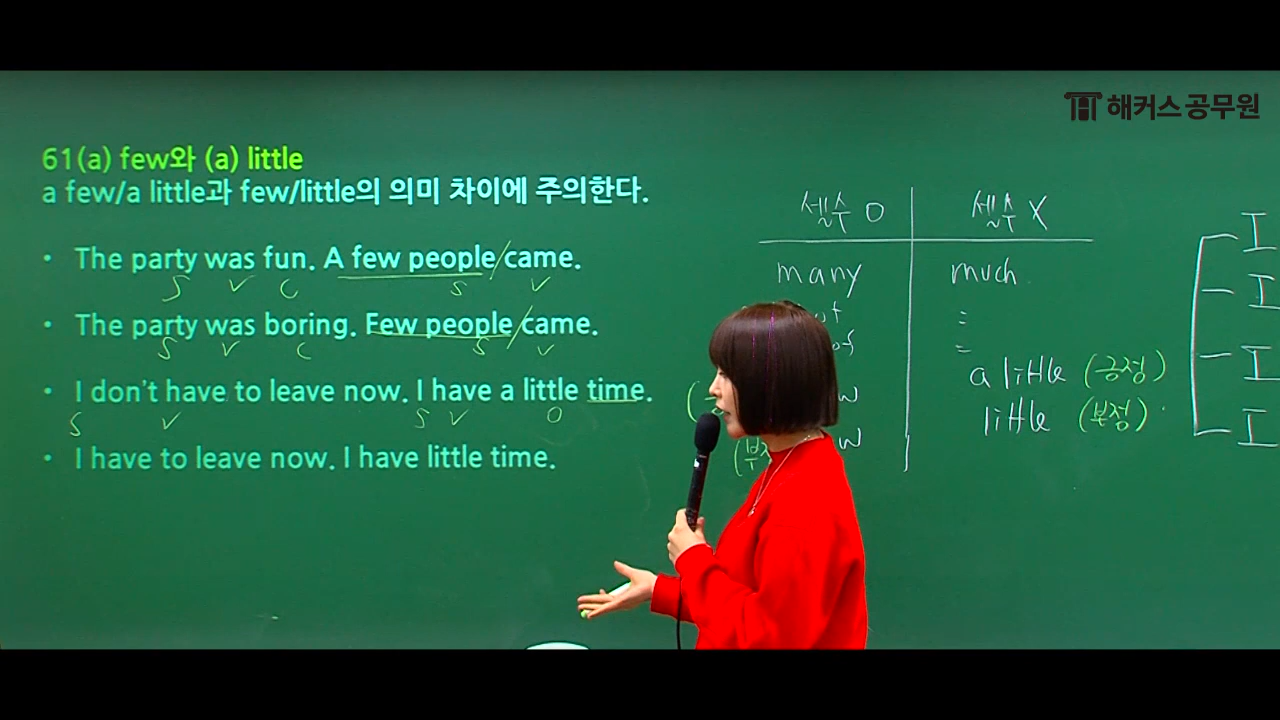 해커스 공무원
61(a) few와 (a) little
a few/a little과 few/little의 의미 차이에 주의한다.
• The party was fun. A few people/came.
S V C S V
• The party was boring. Few people/came.
S V C S V
• I don't have to leave now. I have a little time.
S V S V O
• I have to leave now. I have little time.
셀수 O
셀수 X
many
much
=
=
a little (긍정)
little (부정)
I
I
I
I